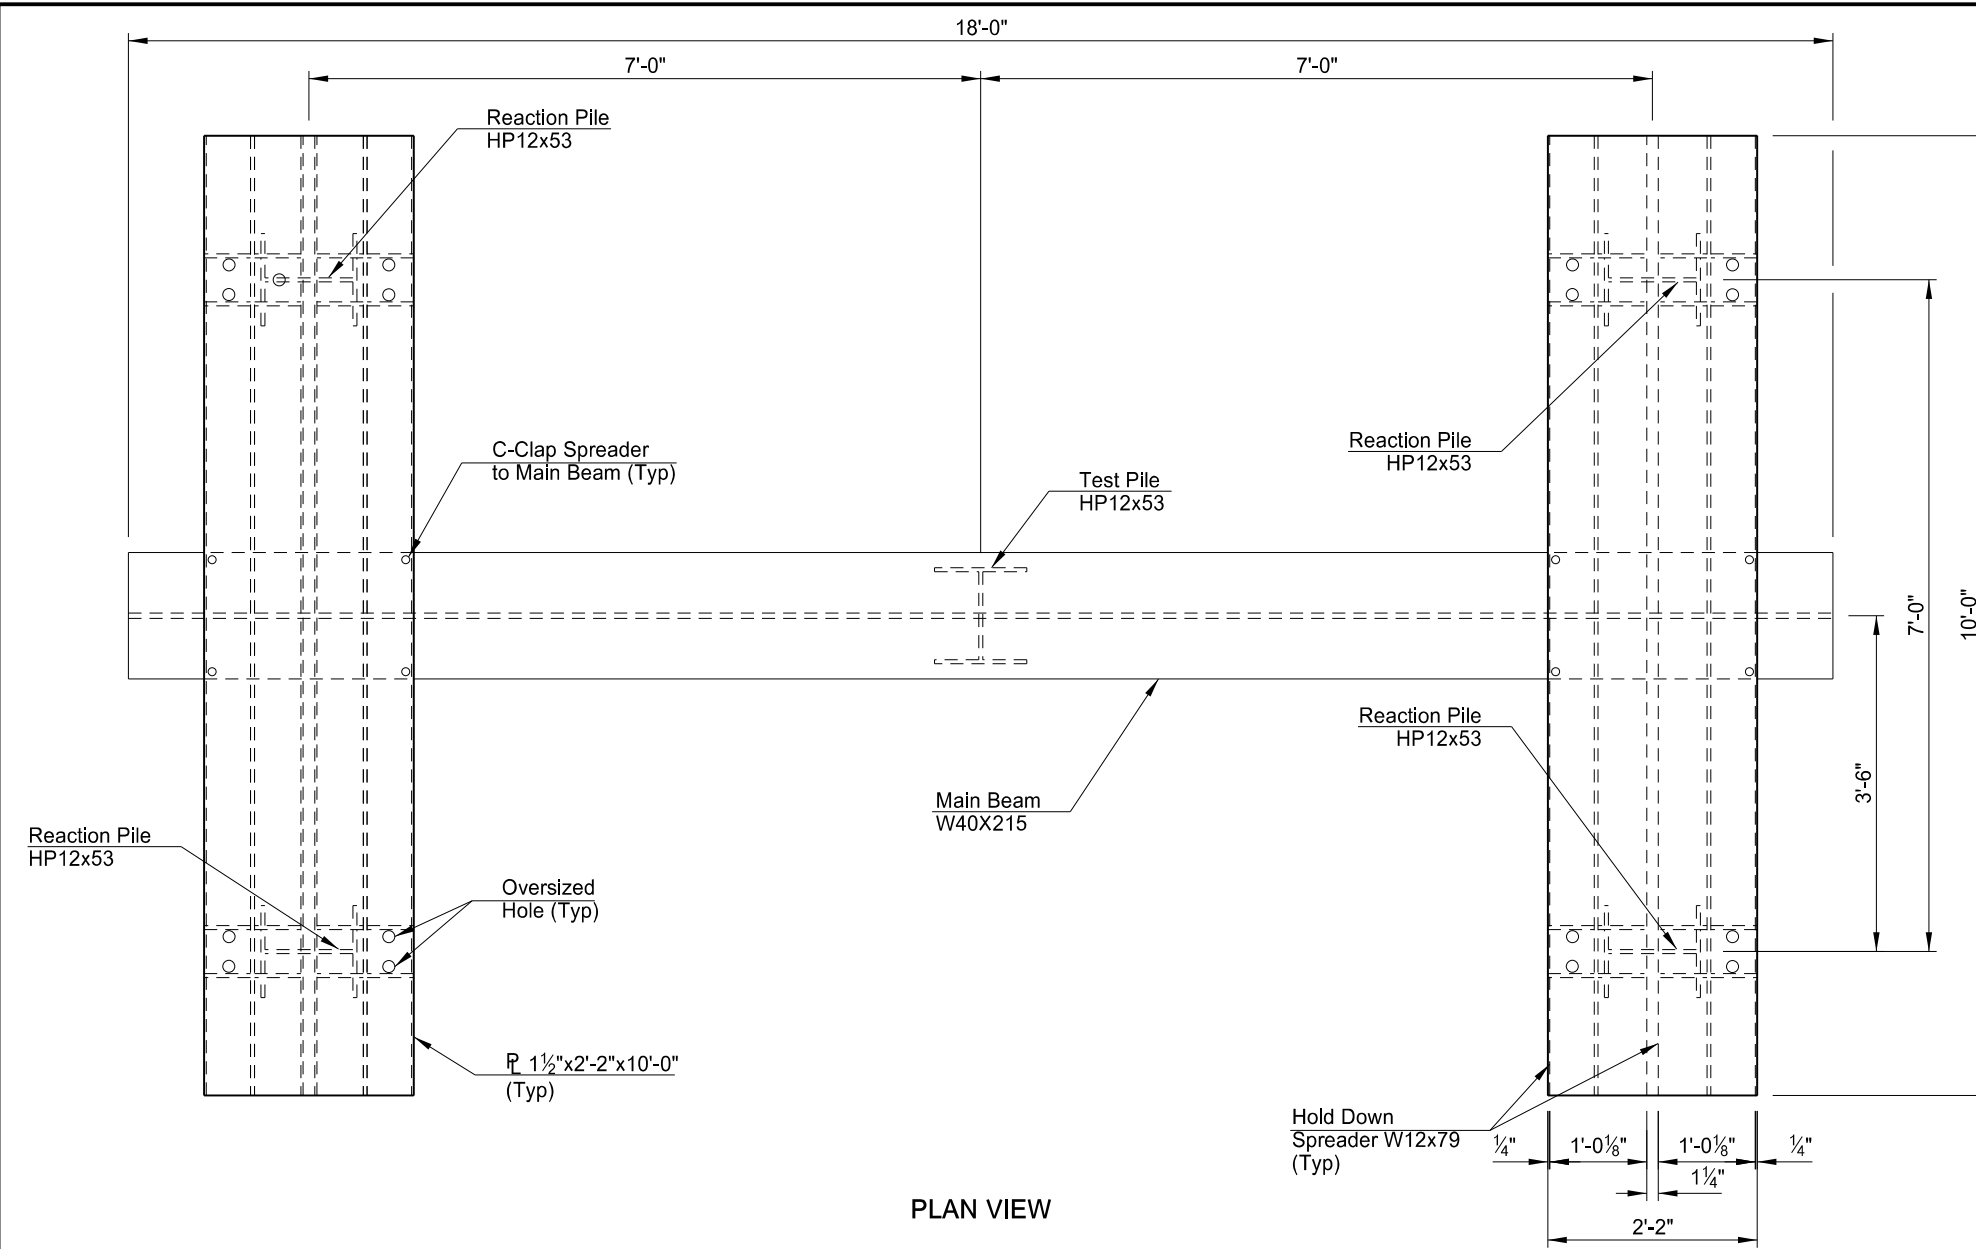 18'-0"
7'-0"
7'-0"
Reaction Pile
HP12x53
C-Clap Spreader
to Main Beam (Typ)
Reaction Pile
HP12x53
Test Pile
HP12x53
7'-0"
10'-0"
3'-6"
Reaction Pile
HP12x53
Main Beam
W40X215
Reaction Pile
HP12x53
Oversized
Hole (Typ)
℄ 1½"x2'-2"x10'-0"
(Typ)
Hold Down
Spreader W12x79
(Typ)
¼"
1'-0⅛"
1'-0⅛"
¼"
1¼"
2'-2"
PLAN VIEW